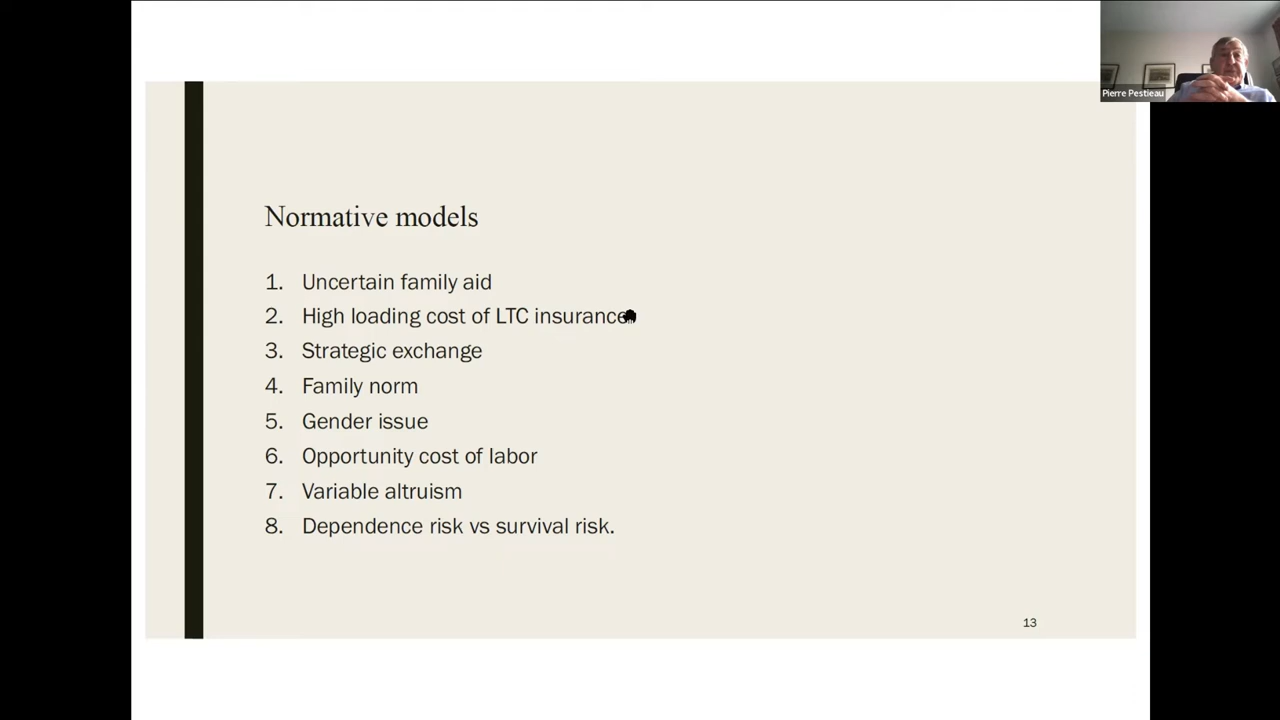 Pierre Pestieau
Normative models
1. Uncertain family aid
2. High loading cost of LTC insurance
3. Strategic exchange
4. Family norm
5. Gender issue
6. Opportunity cost of labor
7. Variable altruism
8. Dependence risk vs survival risk.
13